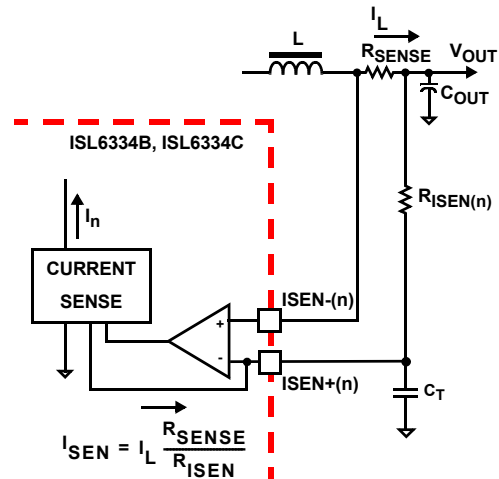 I_L
L
R_SENSE
V_OUT
C_OUT
ISL6334B, ISL6334C
R_ISEN(n)
I_n
CURRENT
SENSE
+
ISEN-(n)
-
ISEN+(n)
C_T
I_SEN = I_L R_SENSE / R_ISEN